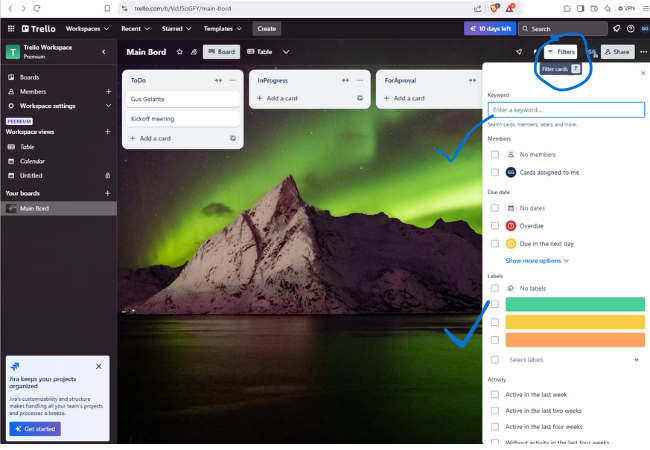 trello.com/b/VcUSoGFY/main-bord
VPN
Trello
Workspaces
Recent
Starred
Templates
Create
10 days left
Search
T
Trello Workspace
Premium
Main Bord
Board
Table
Filters
GG
Share
Filter cards
F
Boards
Members
Workspace settings
PREMIUM
Workspace views
Table
Calendar
Untitled
Your boards
Main Bord
ToDo
Gus Galante
Kickoff meeting
+ Add a card
InProgress
+ Add a card
ForAproval
+ Add a card
Keyword
Enter a keyword...
Search cards, members, labels, and more.
Members
No members
GG
Cards assigned to me
Due date
No dates
Overdue
Due in the next day
Show more options
Labels
No labels
Select labels
Activity
Active in the last week
Active in the last two weeks
Active in the last four weeks
Without activity in the last four weeks
Jira keeps your projects
organized
Jira's customizability and structure
makes handling all your team's projects
and processes a breeze.
Get started